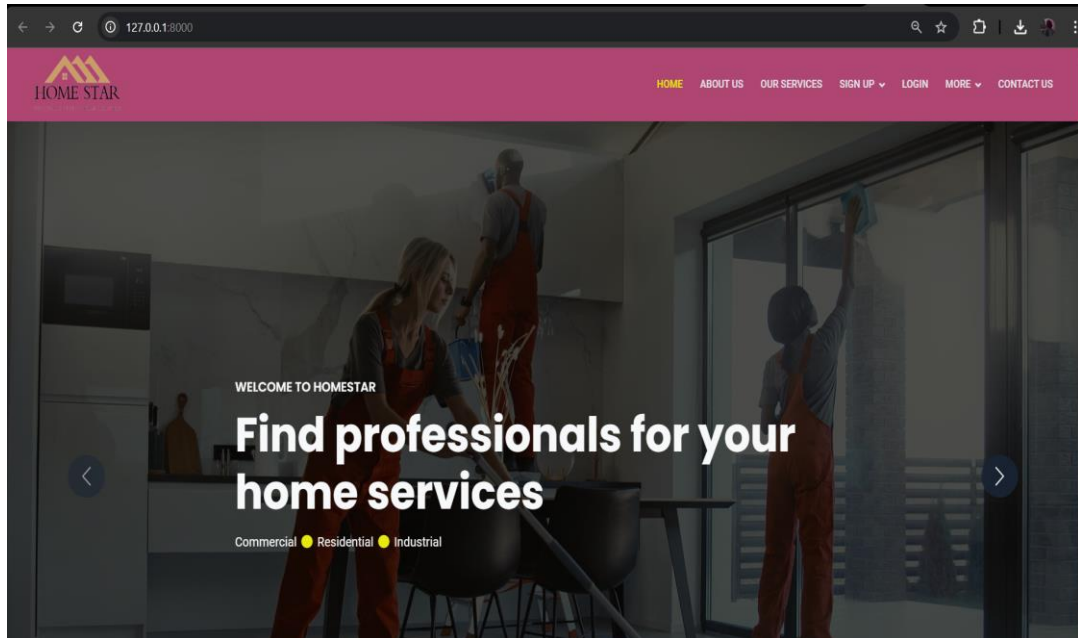 127.0.0.1:8000
HOME STAR
HOME ABOUT US OUR SERVICES SIGN UP LOGIN MORE CONTACT US
WELCOME TO HOMESTAR
Find professionals for your
home services
Commercial Residential Industrial